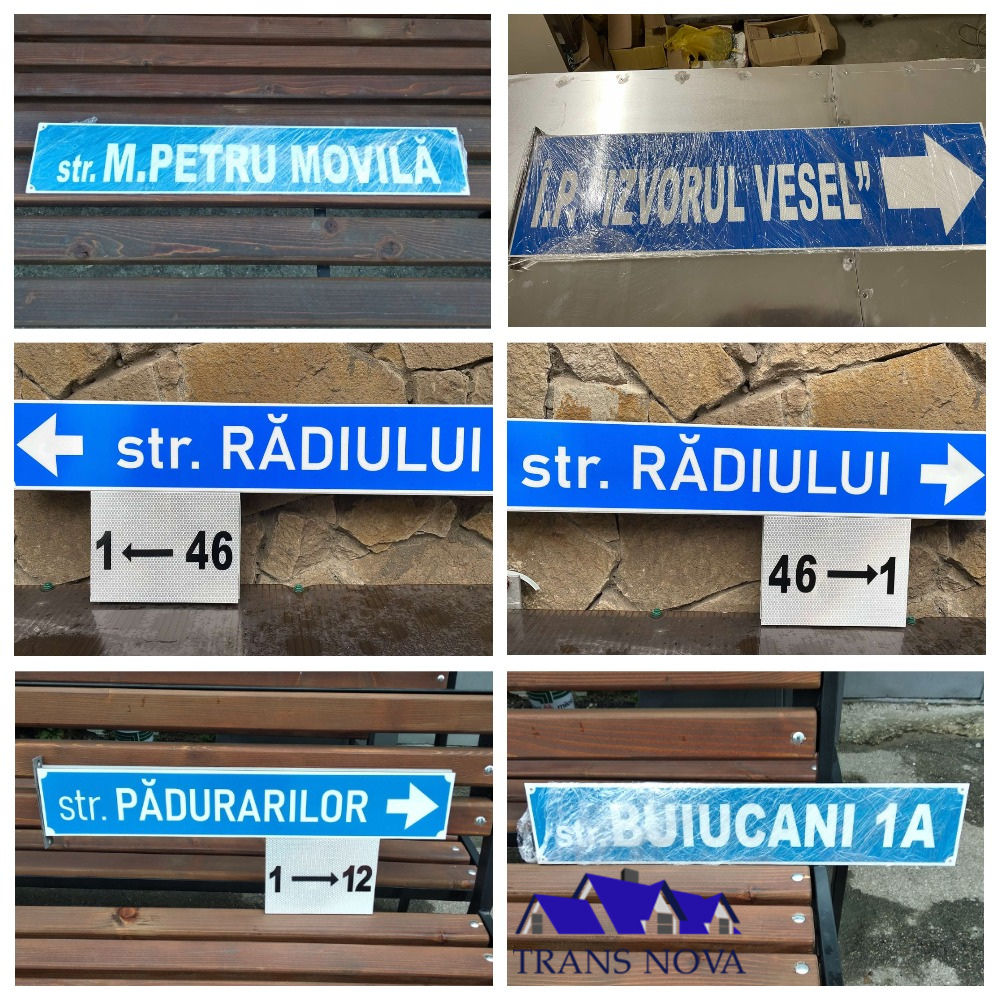 str. M.PETRU MOVILĂ
Î.P. "IZVORUL VESEL”
str. RĂDIULUI
1 ← 46
str. RĂDIULUI
46 → 1
str. PĂDURARILOR
1 → 12
str. BUIUCANI 1A
TRANS NOVA